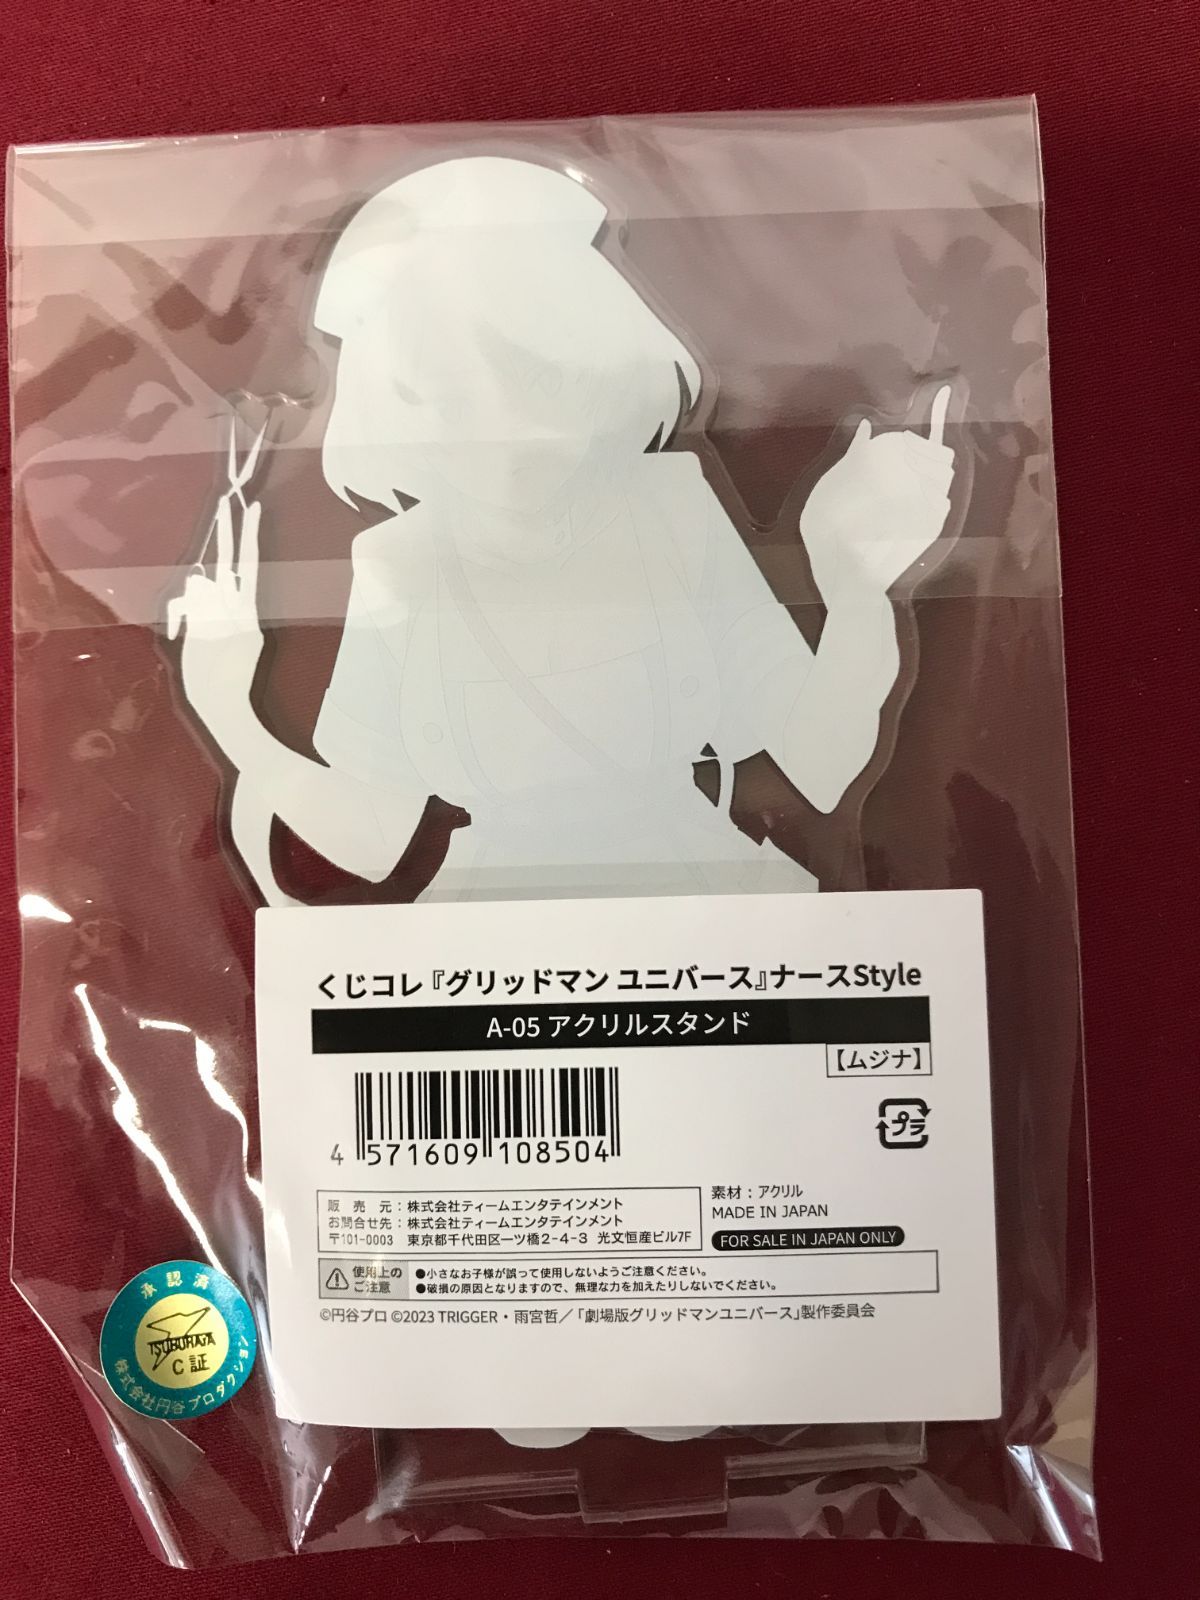 くじコレ『グリッドマン ユニバース』ナースStyle
A-05 アクリルスタンド
【ムジナ】
4 571609 108504
プラ
販 売 元：株式会社ティームエンタテインメント
お問合せ先：株式会社ティームエンタテインメント
〒101-0003 東京都千代田区一ツ橋2-4-3 光文恒産ビル7F
素材：アクリル
MADE IN JAPAN
FOR SALE IN JAPAN ONLY
使用上の
ご注意
●小さなお子様が誤って使用しないようご注意ください。
●破損の原因となりますので、無理な力を加えたりしないでください。
©円谷プロ ©2023 TRIGGER・雨宮哲／「劇場版グリッドマンユニバース」製作委員会
承認済
TSUBURAYA
C証
株式会社円谷プロダクション